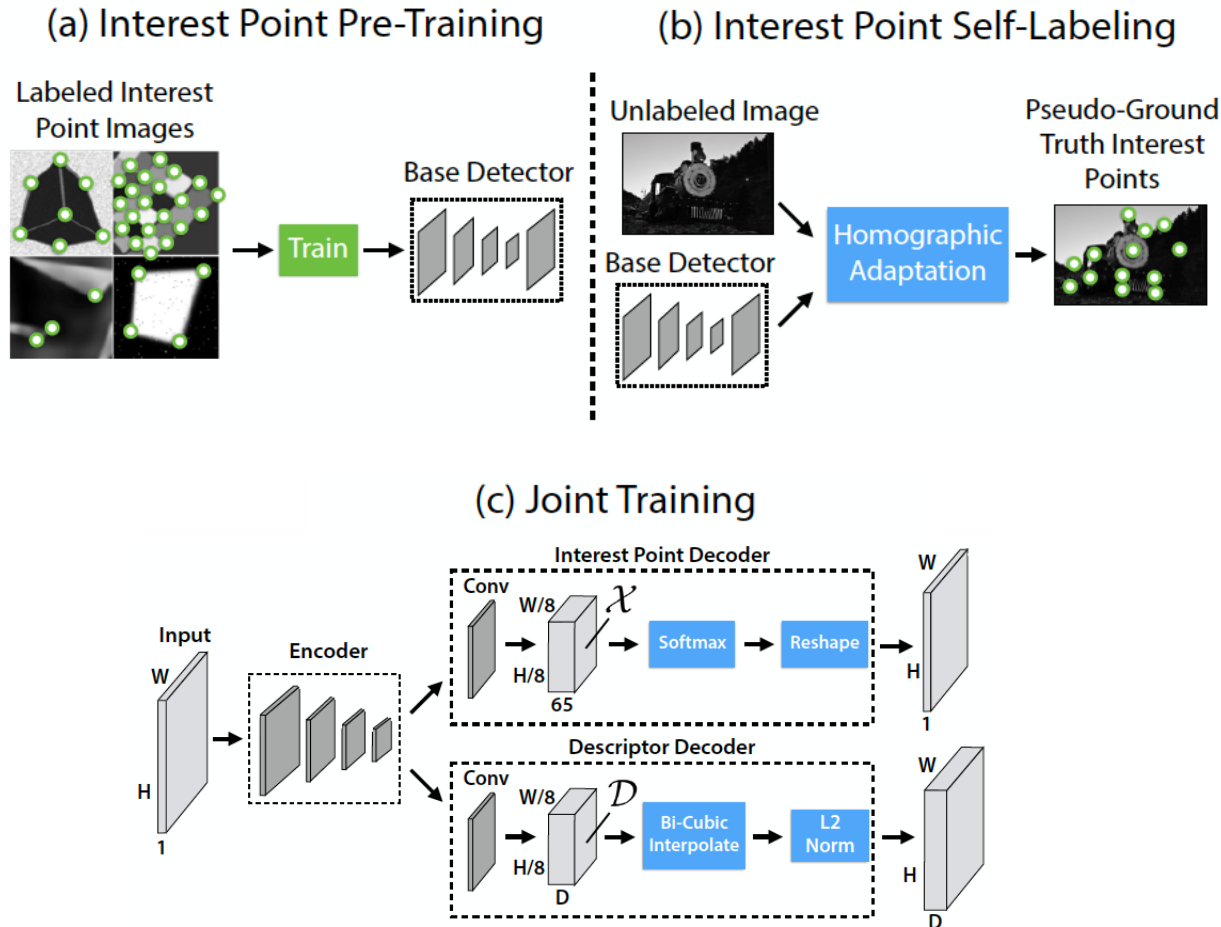 (a) Interest Point Pre-Training
(b) Interest Point Self-Labeling
Labeled Interest
Point Images
Base Detector
Train
Unlabeled Image
Base Detector
Homographic
Adaptation
Pseudo-Ground
Truth Interest
Points
(c) Joint Training
Input
W
H
1
Encoder
Interest Point Decoder
Conv
W/8
H/8
65
𝒳
Softmax
Reshape
W
H
1
Descriptor Decoder
Conv
W/8
H/8
D
𝒟
Bi-Cubic
Interpolate
L2
Norm
W
H
D